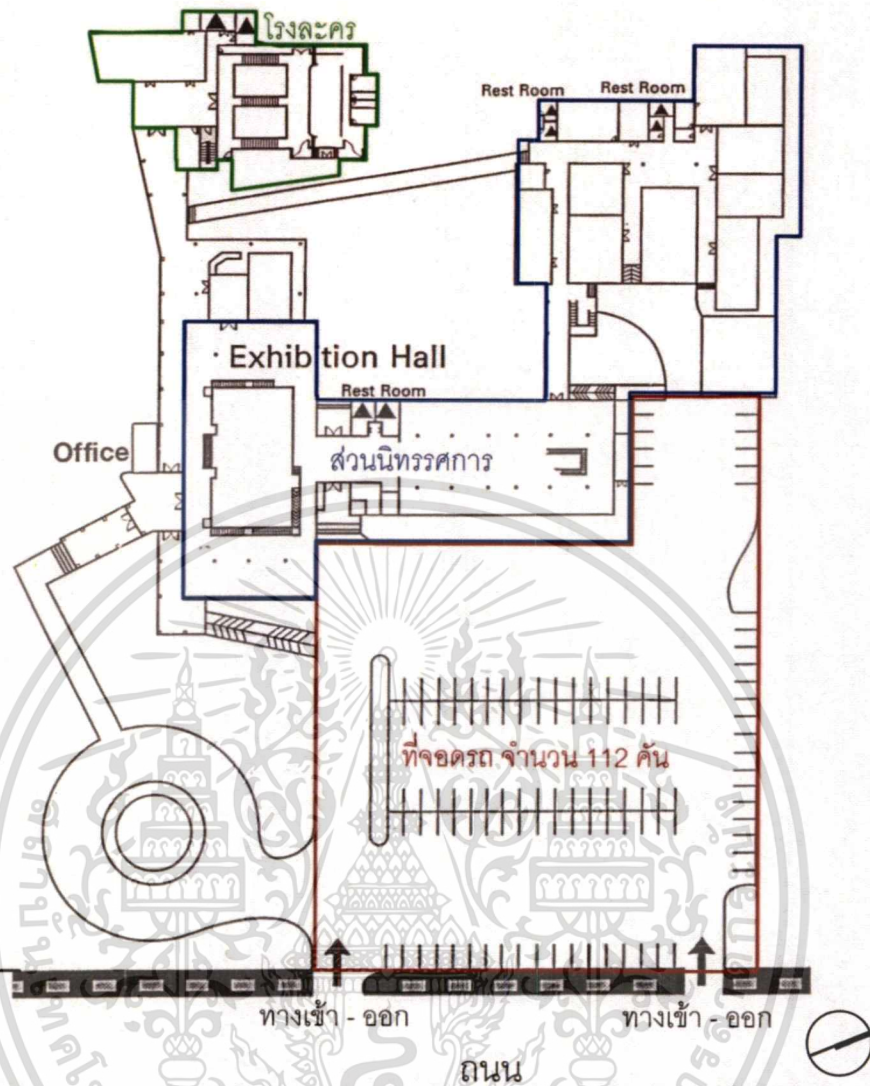 โรงละคร
Rest Room
Rest Room
Exhibition Hall
Rest Room
Office
ส่วนนิทรรศการ
ที่จอดรถ จำนวน 112 คัน
ทางเข้า - ออก
ทางเข้า - ออก
ถนน